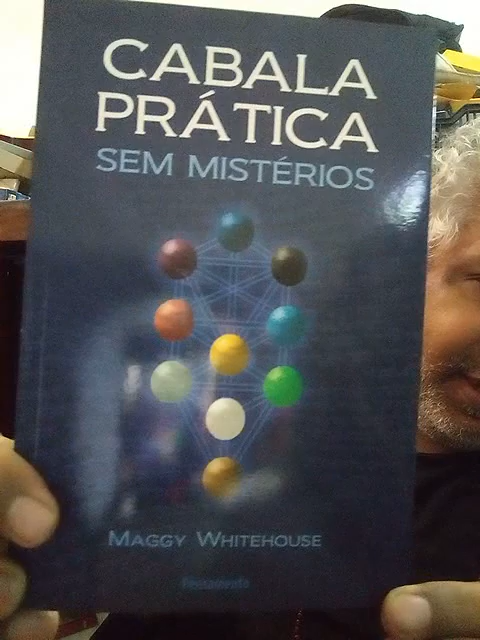 CABALA
PRÁTICA
SEM MISTÉRIOS
MAGGY WHITEHOUSE
Pensamento